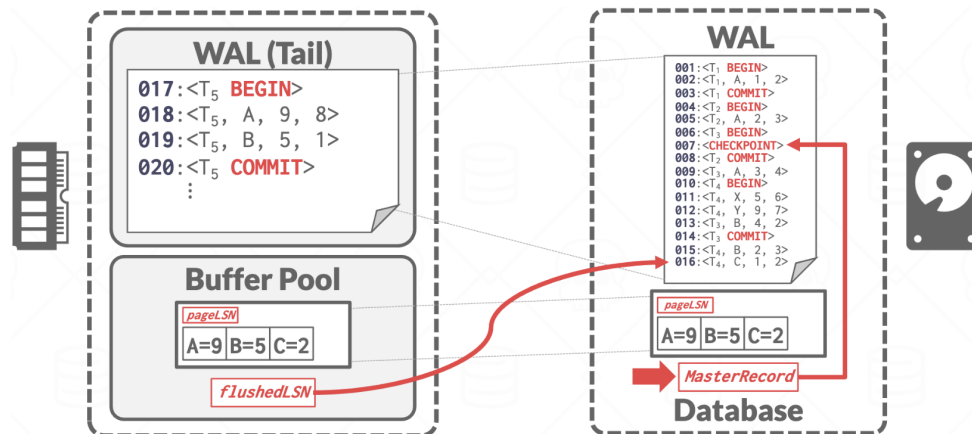 WAL (Tail)
017:<T5 BEGIN>
018:<T5, A, 9, 8>
019:<T5, B, 5, 1>
020:<T5 COMMIT>
⋮
Buffer Pool
pageLSN
A=9 B=5 C=2
flushedLSN
WAL
001:<T1 BEGIN>
002:<T1, A, 1, 2>
003:<T1 COMMIT>
004:<T2 BEGIN>
005:<T2, A, 2, 3>
006:<T3 BEGIN>
007:<CHECKPOINT>
008:<T2 COMMIT>
009:<T3, A, 3, 4>
010:<T4 BEGIN>
011:<T4, X, 5, 6>
012:<T4, Y, 9, 7>
013:<T3, B, 4, 2>
014:<T3 COMMIT>
015:<T4, B, 2, 3>
016:<T4, C, 1, 2>
pageLSN
A=9 B=5 C=2
MasterRecord
Database